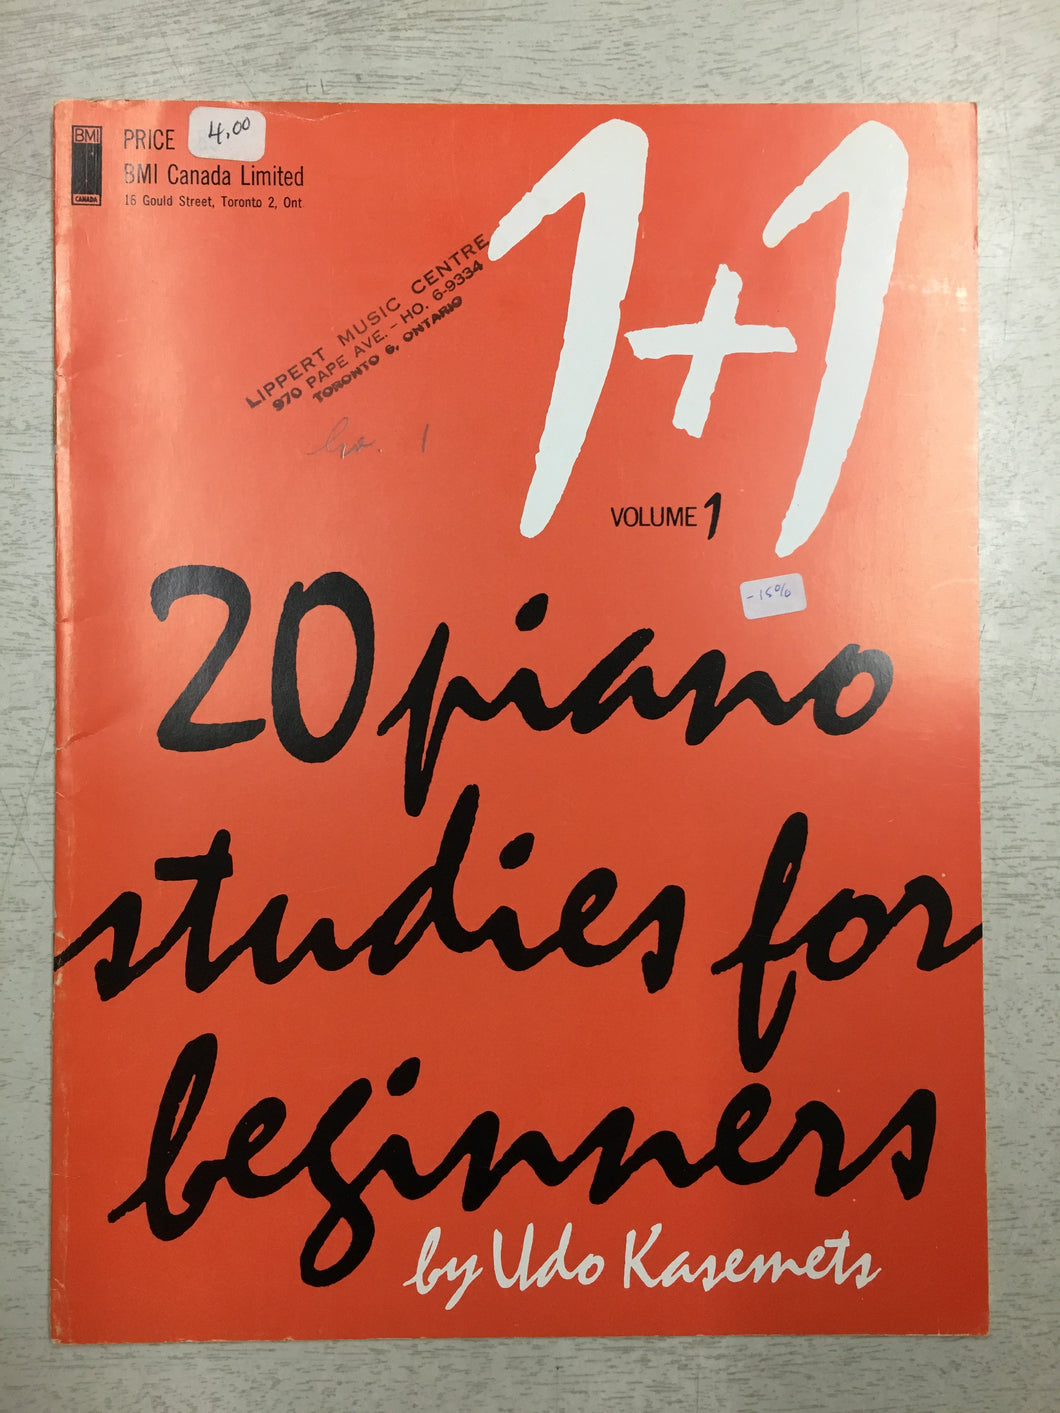 BMI
CANADA
PRICE 4.00
BMI Canada Limited
16 Gould Street, Toronto 2, Ont
1+1
LIPPERT MUSIC CENTRE
970 PAPE AVE. - HO. 6-9334
TORONTO 6, ONTARIO
1
VOLUME 1
-15%
20 piano
studies for
beginners
by Udo Kasemets